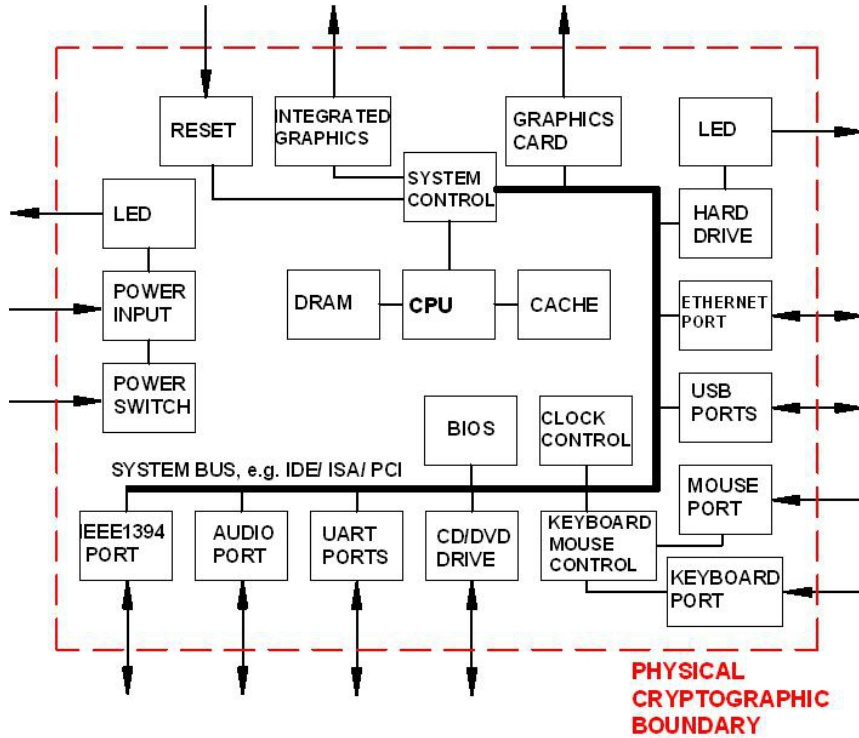 RESET
INTEGRATED
GRAPHICS
GRAPHICS
CARD
LED
SYSTEM
CONTROL
LED
HARD
DRIVE
POWER
INPUT
DRAM
CPU
CACHE
ETHERNET
PORT
POWER
SWITCH
USB
PORTS
BIOS
CLOCK
CONTROL
SYSTEM BUS, e.g. IDE/ ISA/ PCI
MOUSE
PORT
IEEE1394
PORT
AUDIO
PORT
UART
PORTS
CD/DVD
DRIVE
KEYBOARD
MOUSE
CONTROL
KEYBOARD
PORT
PHYSICAL
CRYPTOGRAPHIC
BOUNDARY